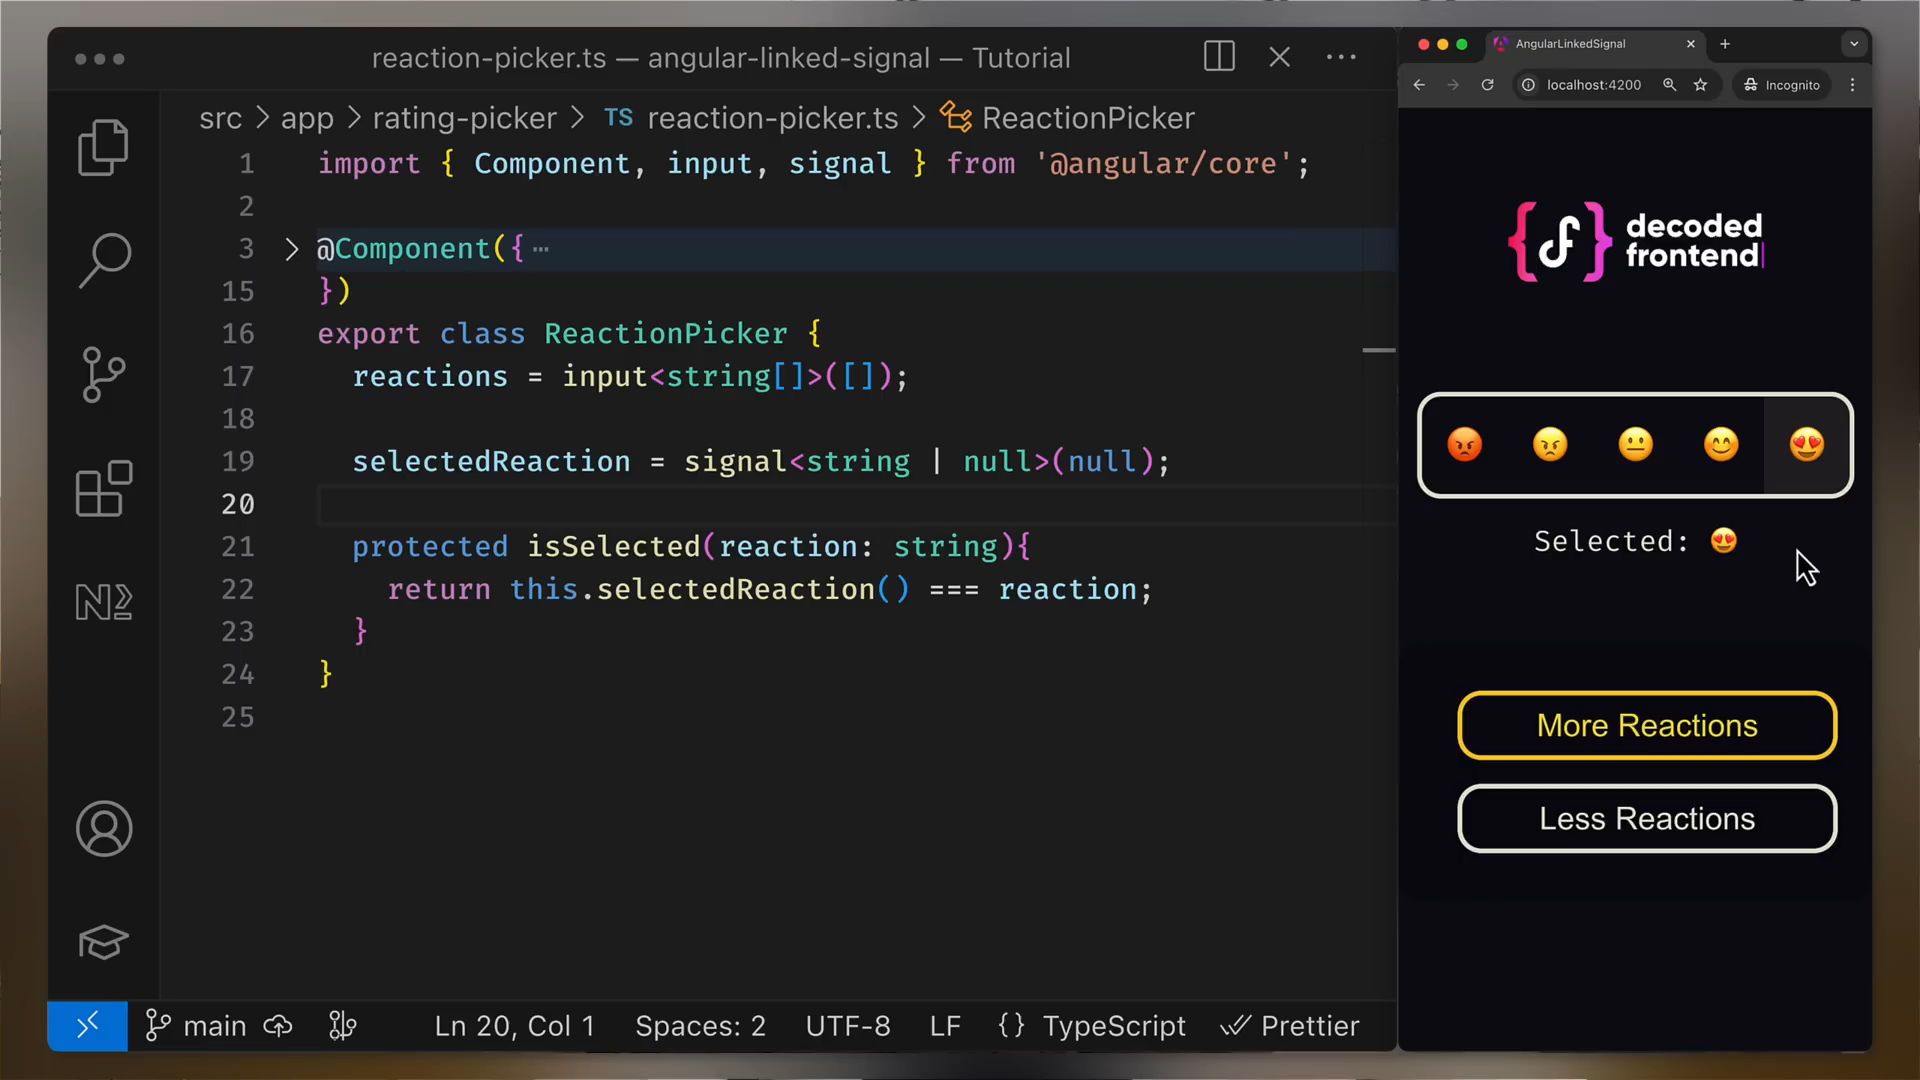 reaction-picker.ts — angular-linked-signal — Tutorial
src > app > rating-picker > TS reaction-picker.ts > ReactionPicker
1 import { Component, input, signal } from '@angular/core';
2
3 @Component({ ⋯
15 })
16 export class ReactionPicker {
17 reactions = input<string[]>([]);
18
19 selectedReaction = signal<string | null>(null);
20
21 protected isSelected(reaction: string){
22 return this.selectedReaction() === reaction;
23 }
24 }
25
main
Ln 20, Col 1
Spaces: 2
UTF-8
LF
{} TypeScript
Prettier
AngularLinkedSignal
localhost:4200
Incognito
decoded
frontend
Selected: 😍
More Reactions
Less Reactions